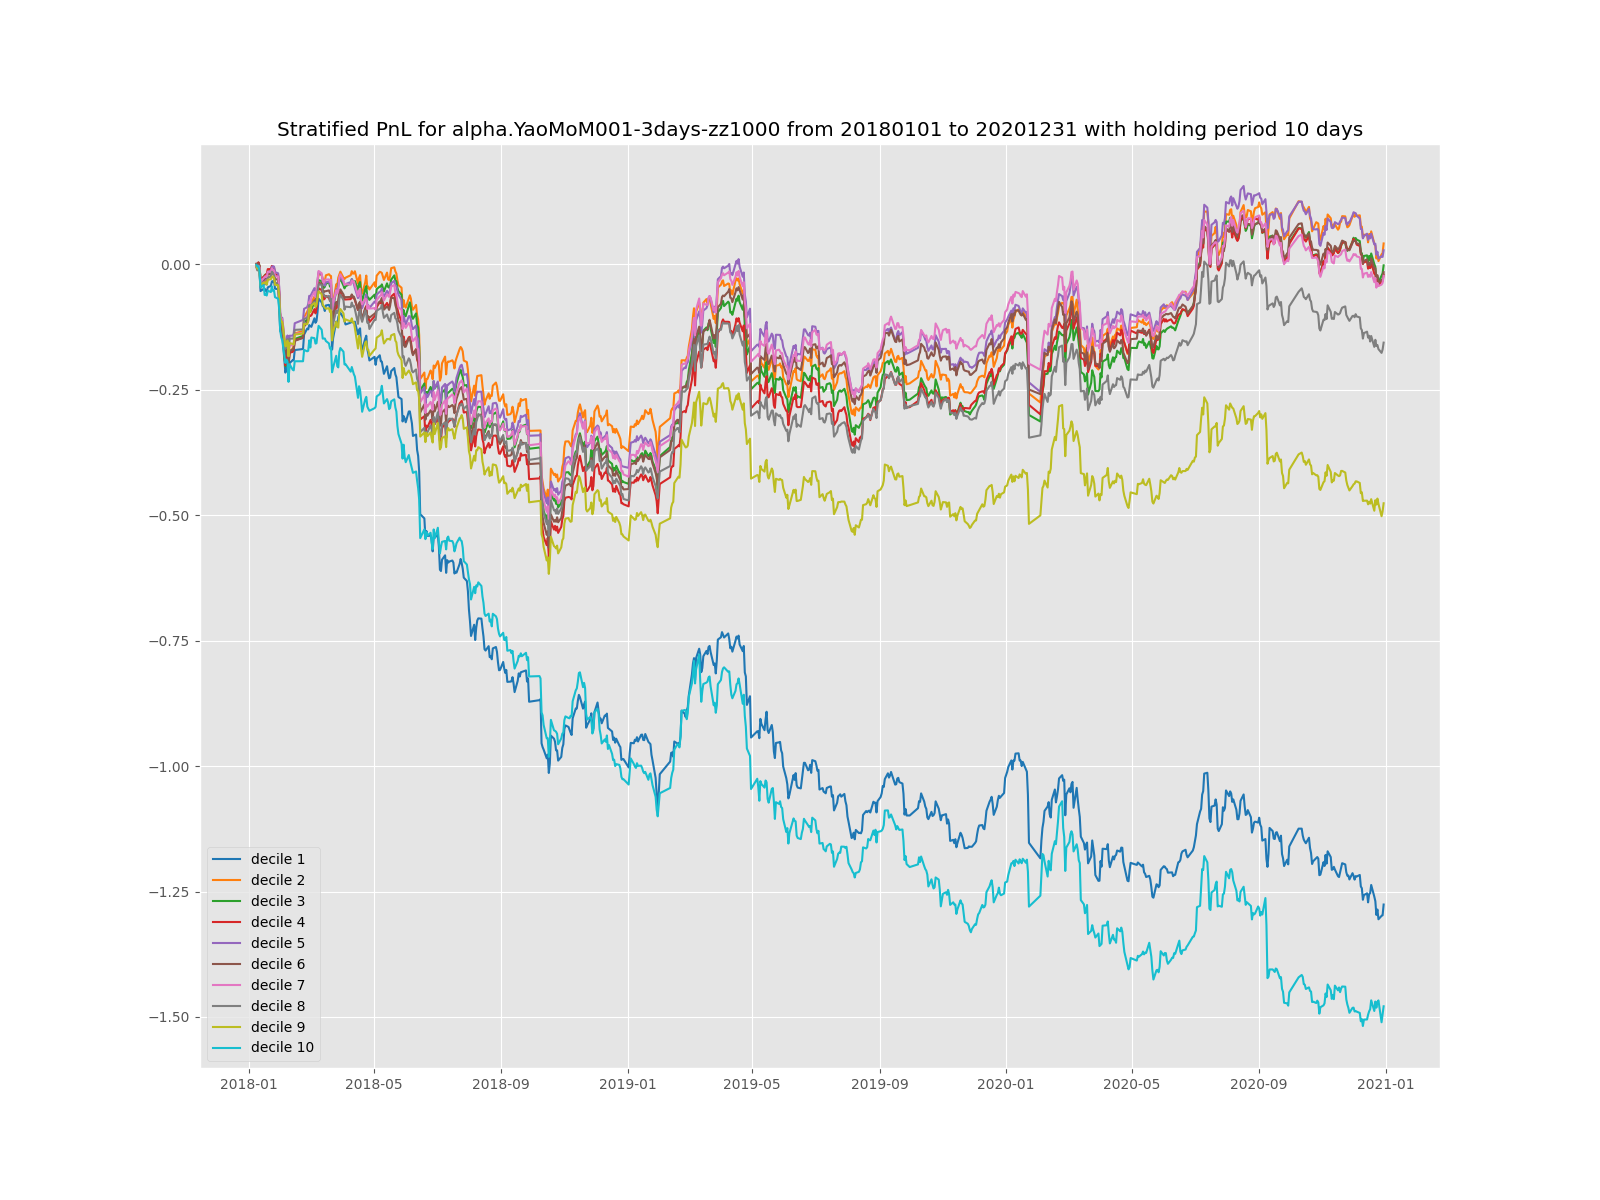 Stratified PnL for alpha.YaoMoM001-3days-zz1000 from 20180101 to 20201231 with holding period 10 days
0.00
−0.25
−0.50
−0.75
−1.00
−1.25
−1.50
decile 1
decile 2
decile 3
decile 4
decile 5
decile 6
decile 7
decile 8
decile 9
decile 10
2018-01 2018-05 2018-09 2019-01 2019-05 2019-09 2020-01 2020-05 2020-09 2021-01